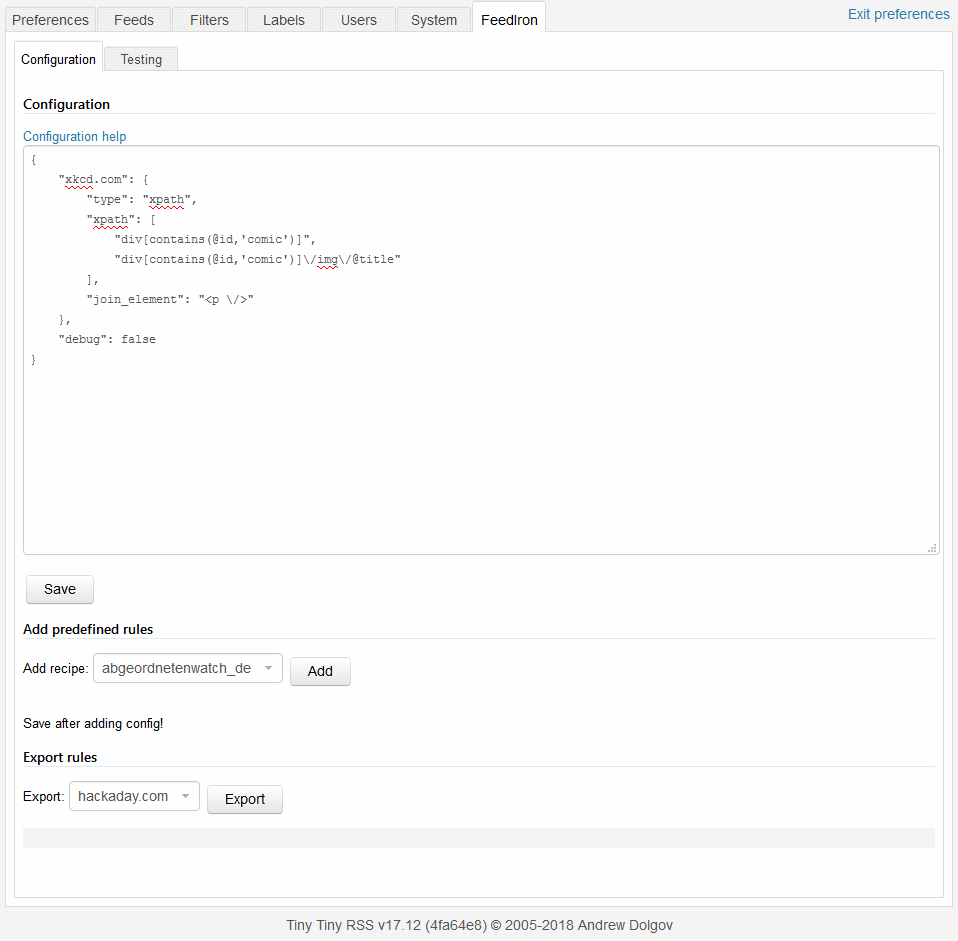 Preferences Feeds Filters Labels Users System FeedIron Exit preferences
Configuration Testing
Configuration
Configuration help
{
    "xkcd.com": {
        "type": "xpath",
        "xpath": [
            "div[contains(@id,'comic')]",
            "div[contains(@id,'comic')]\/img\/@title"
        ],
        "join_element": "<p \/>"
    },
    "debug": false
}
Save
Add predefined rules
Add recipe: abgeordnetenwatch_de Add
Save after adding config!
Export rules
Export: hackaday.com Export
Tiny Tiny RSS v17.12 (4fa64e8) © 2005-2018 Andrew Dolgov